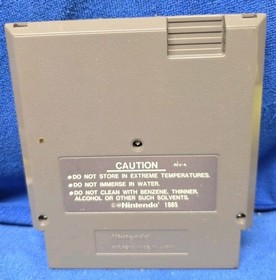 CAUTION
●DO NOT STORE IN EXTREME TEMPERATURES.
●DO NOT IMMERSE IN WATER.
●DO NOT CLEAN WITH BENZENE, THINNER,
ALCOHOL OR OTHER SUCH SOLVENTS.
©Nintendo 1985
Nintendo